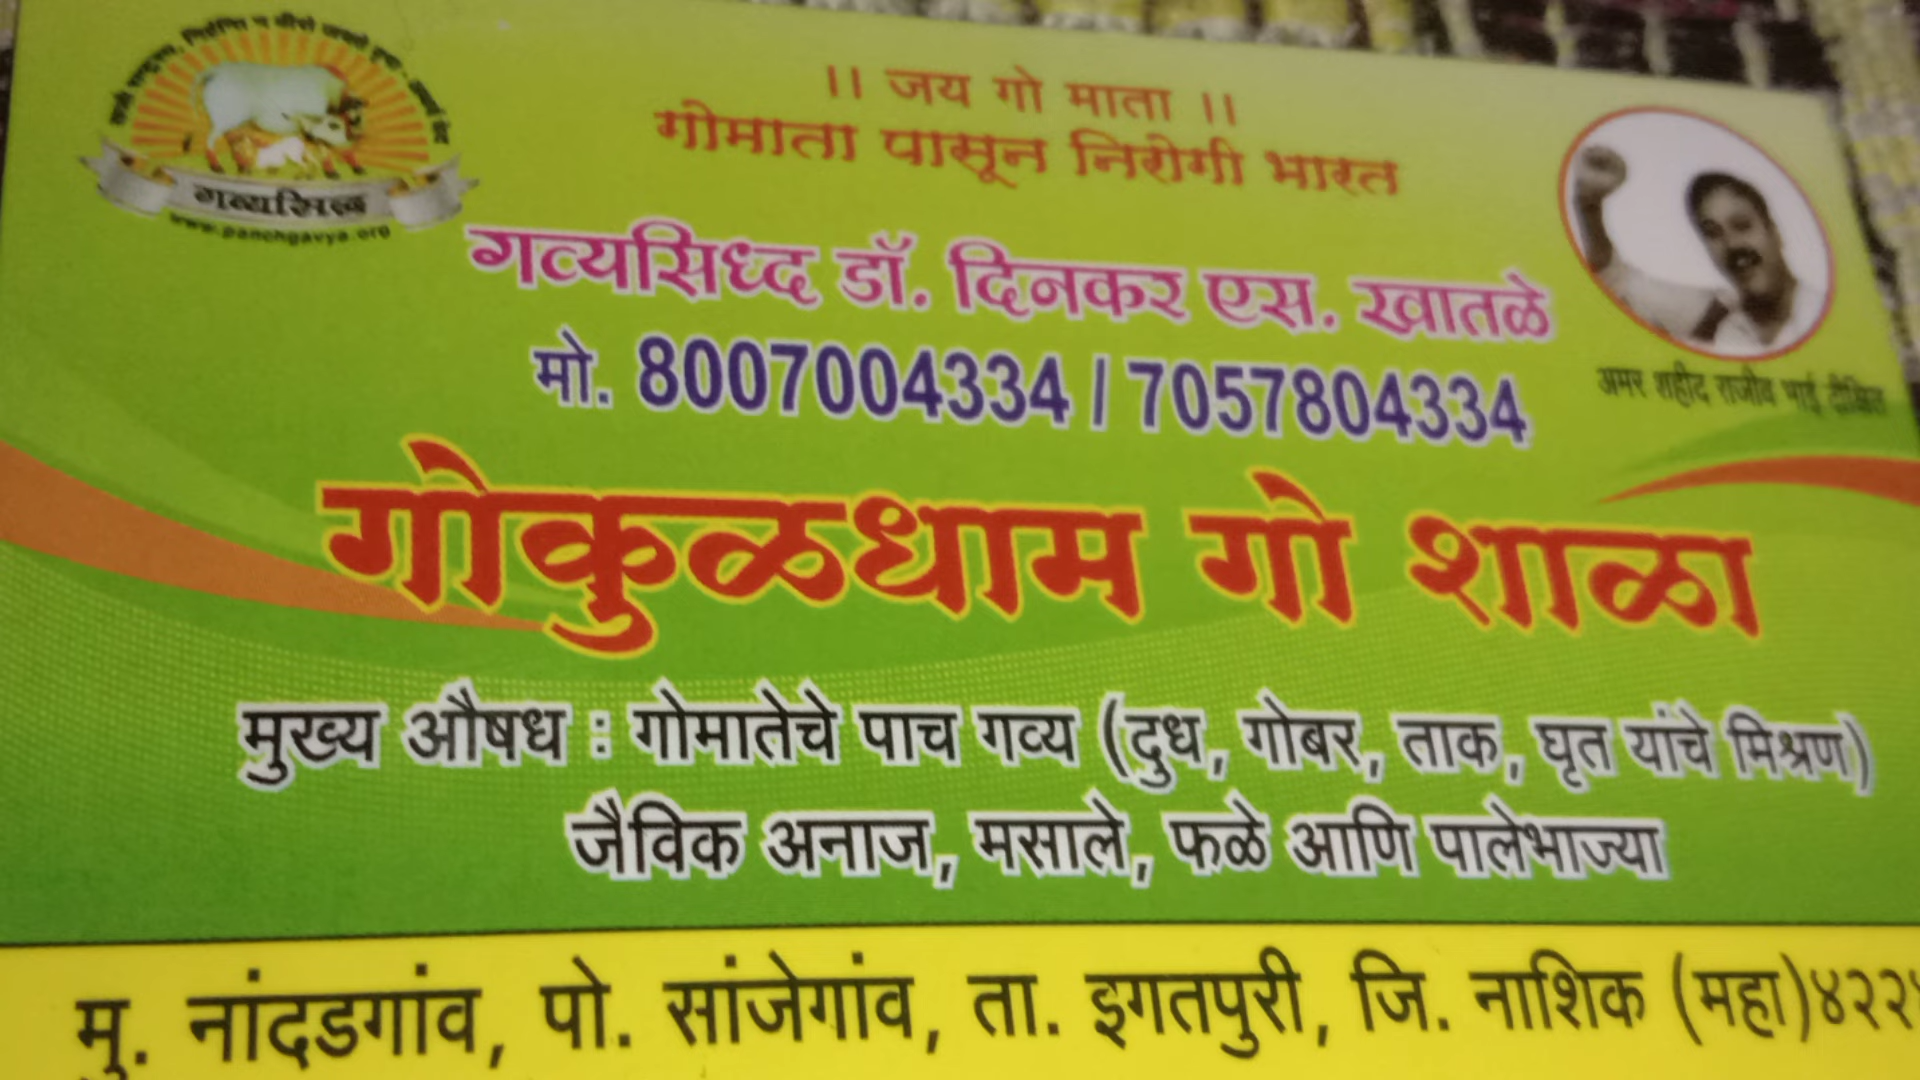 ।। जय गो माता ।।
गोमाता पासून निरोगी भारत
गव्यसिद्ध
www.panchgavya.org
गव्यसिध्द डॉ. दिनकर एस. खातळे
मो. 8007004334 / 7057804334
अमर शहीद राजीव भाई दीक्षित
गोकुळधाम गो शाळा
मुख्य औषध : गोमातेचे पाच गव्य (दुध, गोबर, ताक, घृत यांचे मिश्रण)
जैविक अनाज, मसाले, फळे आणि पालेभाज्या
मु. नांदडगांव, पो. सांजेगांव, ता. इगतपुरी, जि. नाशिक (महा)४२२